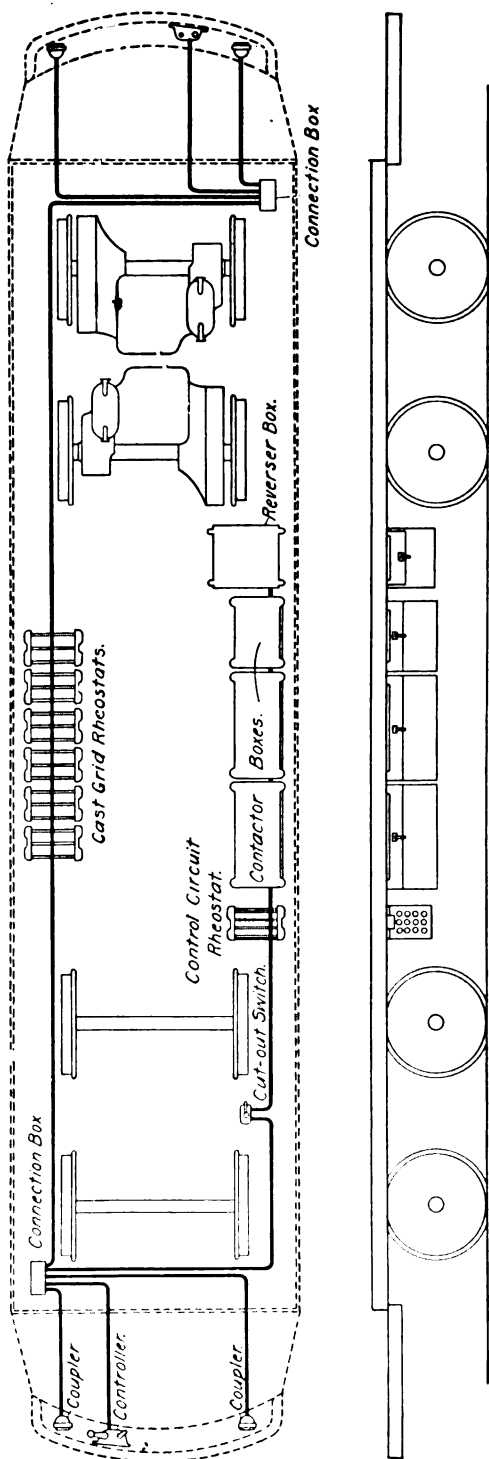 Connection Box
Reverser Box.
Cast Grid Rheostats.
Boxes.
Contactor
Control Circuit
Rheostat.
Cut-out Switch.
Connection Box
Coupler
Controller.
Coupler.